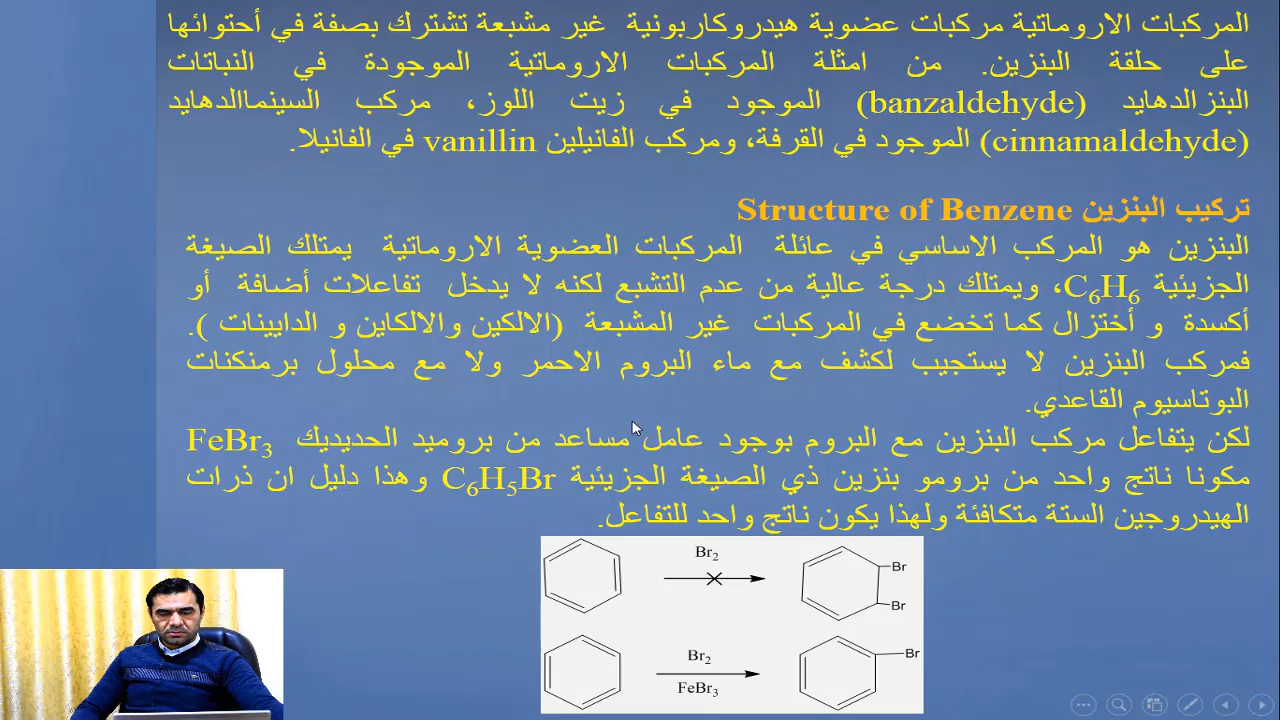 المركبات الاروماتية مركبات عضوية هيدروكاربونية غير مشبعة تشترك بصفة في أحتوائها
على حلقة البنزين. من امثلة المركبات الاروماتية الموجودة في النباتات
البنزالدهايد (banzaldehyde) الموجود في زيت اللوز، مركب السينماالدهايد
(cinnamaldehyde) الموجود في القرفة، ومركب الفانيلين vanillin في الفانيلا.
تركيب البنزين Structure of Benzene
البنزين هو المركب الاساسي في عائلة المركبات العضوية الاروماتية يمتلك الصيغة
الجزيئية C6H6، ويمتلك درجة عالية من عدم التشبع لكنه لا يدخل تفاعلات أضافة أو
أكسدة و أختزال كما تخضع في المركبات غير المشبعة (الالكين والالكاين و الدايينات ).
فمركب البنزين لا يستجيب لكشف مع ماء البروم الاحمر ولا مع محلول برمنكنات
البوتاسيوم القاعدي.
لكن يتفاعل مركب البنزين مع البروم بوجود عامل مساعد من بروميد الحديديك FeBr3
مكونا ناتج واحد من برومو بنزين ذي الصيغة الجزيئية C6H5Br وهذا دليل ان ذرات
الهيدروجين الستة متكافئة ولهذا يكون ناتج واحد للتفاعل.
Br2
Br
Br
Br2
FeBr3
Br